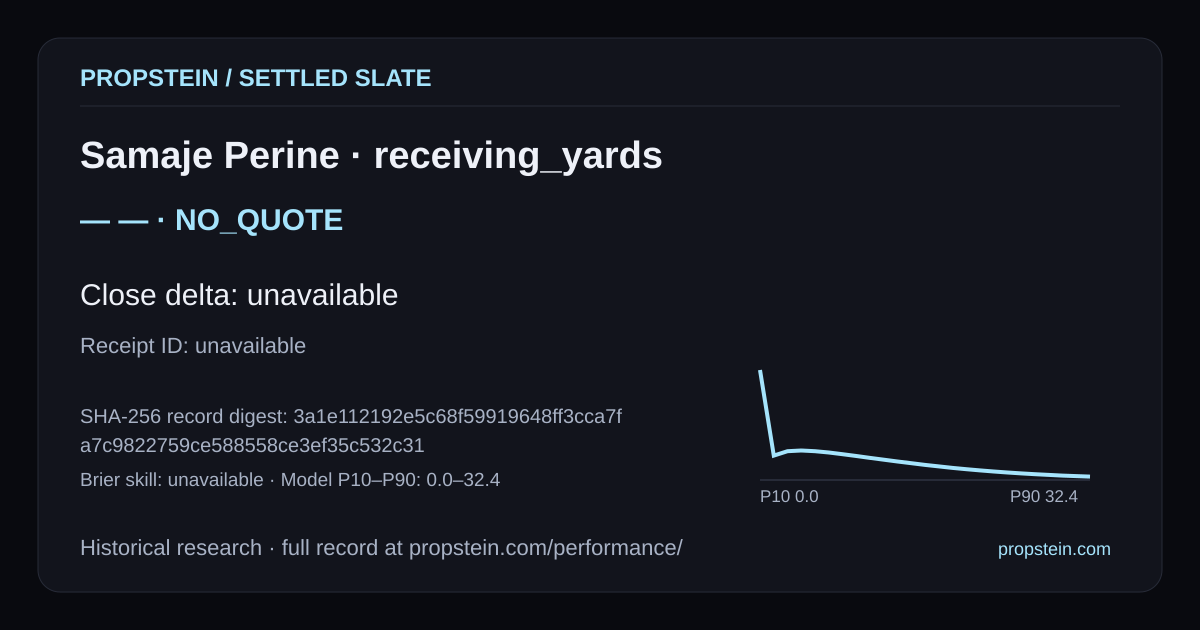 PROPSTEIN / SETTLED SLATE
Samaje Perine · receiving_yards
— — · NO_QUOTE
Close delta: unavailable
Receipt ID: unavailable
SHA-256 record digest: 3a1e112192e5c68f59919648ff3cca7f
a7c9822759ce588558ce3ef35c532c31
Brier skill: unavailable · Model P10–P90: 0.0–32.4
P10 0.0
P90 32.4
Historical research · full record at propstein.com/performance/
propstein.com